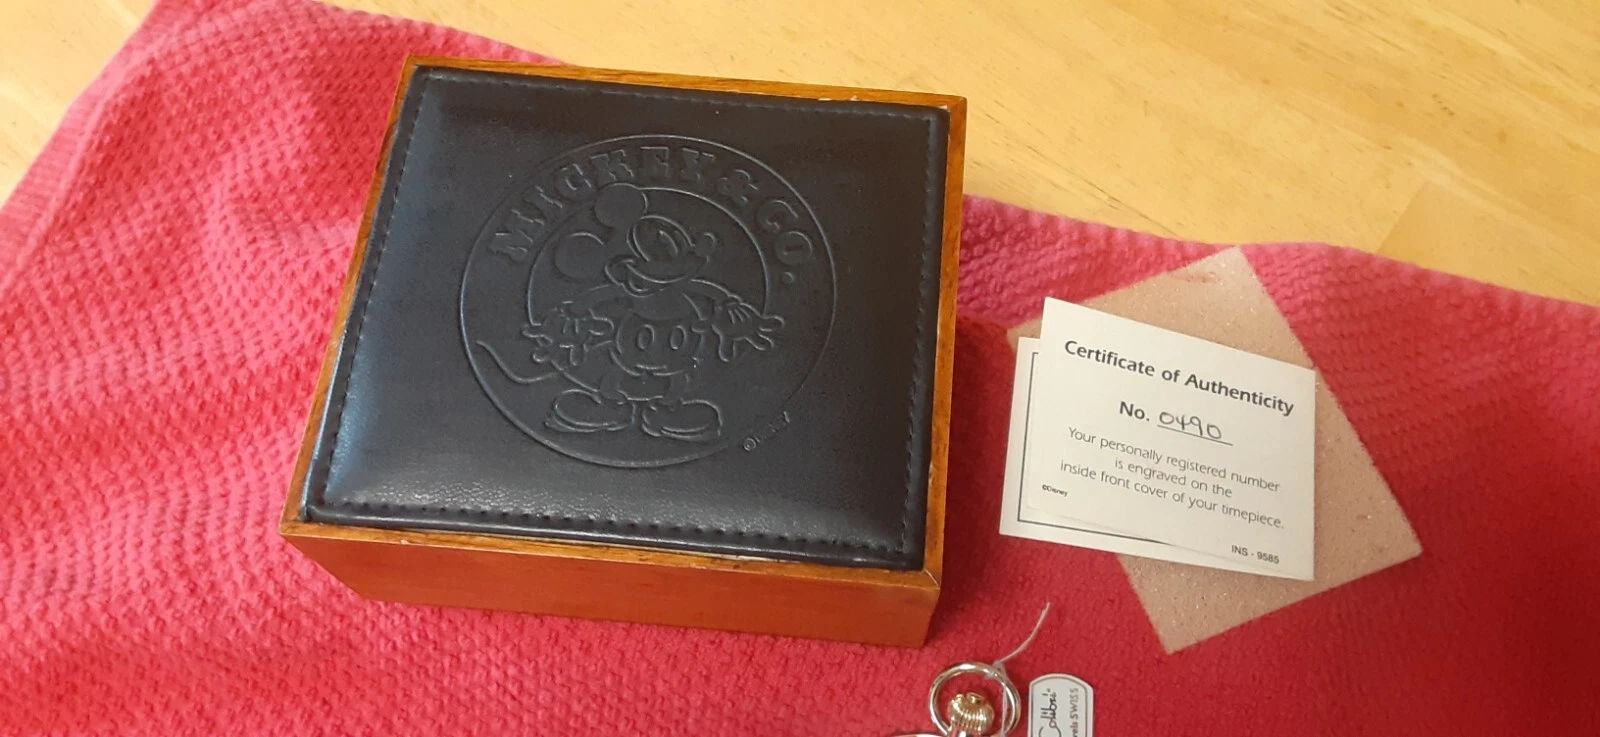 MICKEY & CO.
Certificate of Authenticity
No. 0490
Your personally registered number
is engraved on the
inside front cover of your timepiece.
©Disney
INS - 9585
Colibri
SWISS